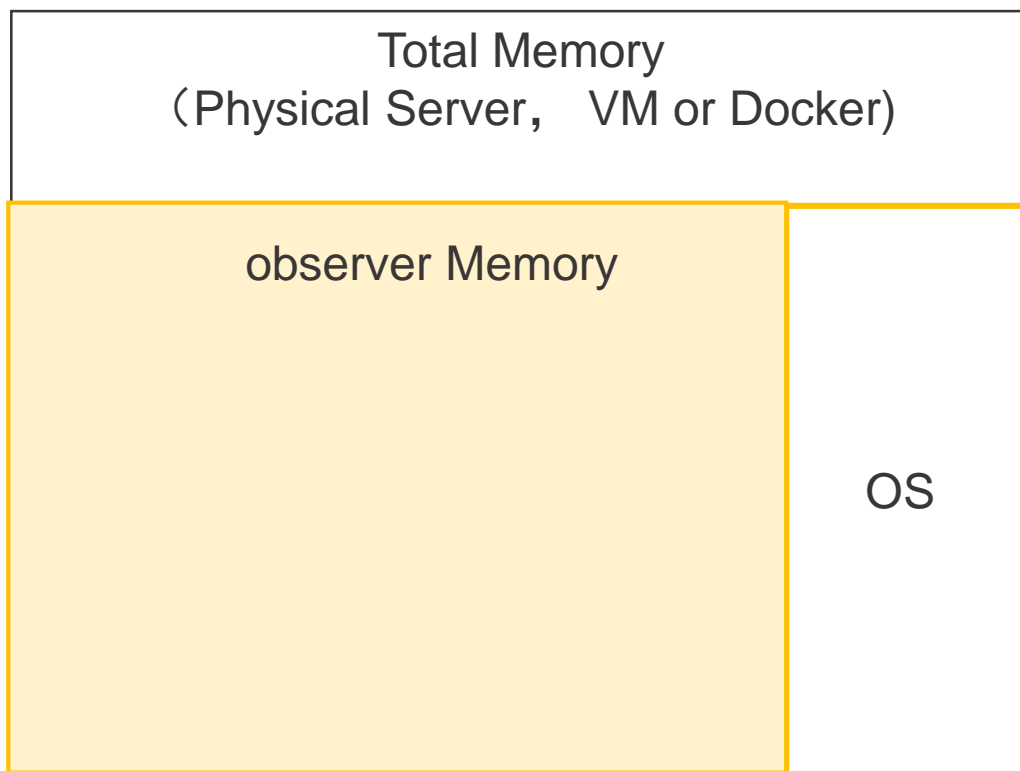 Total Memory
（Physical Server， VM or Docker)
observer Memory
OS